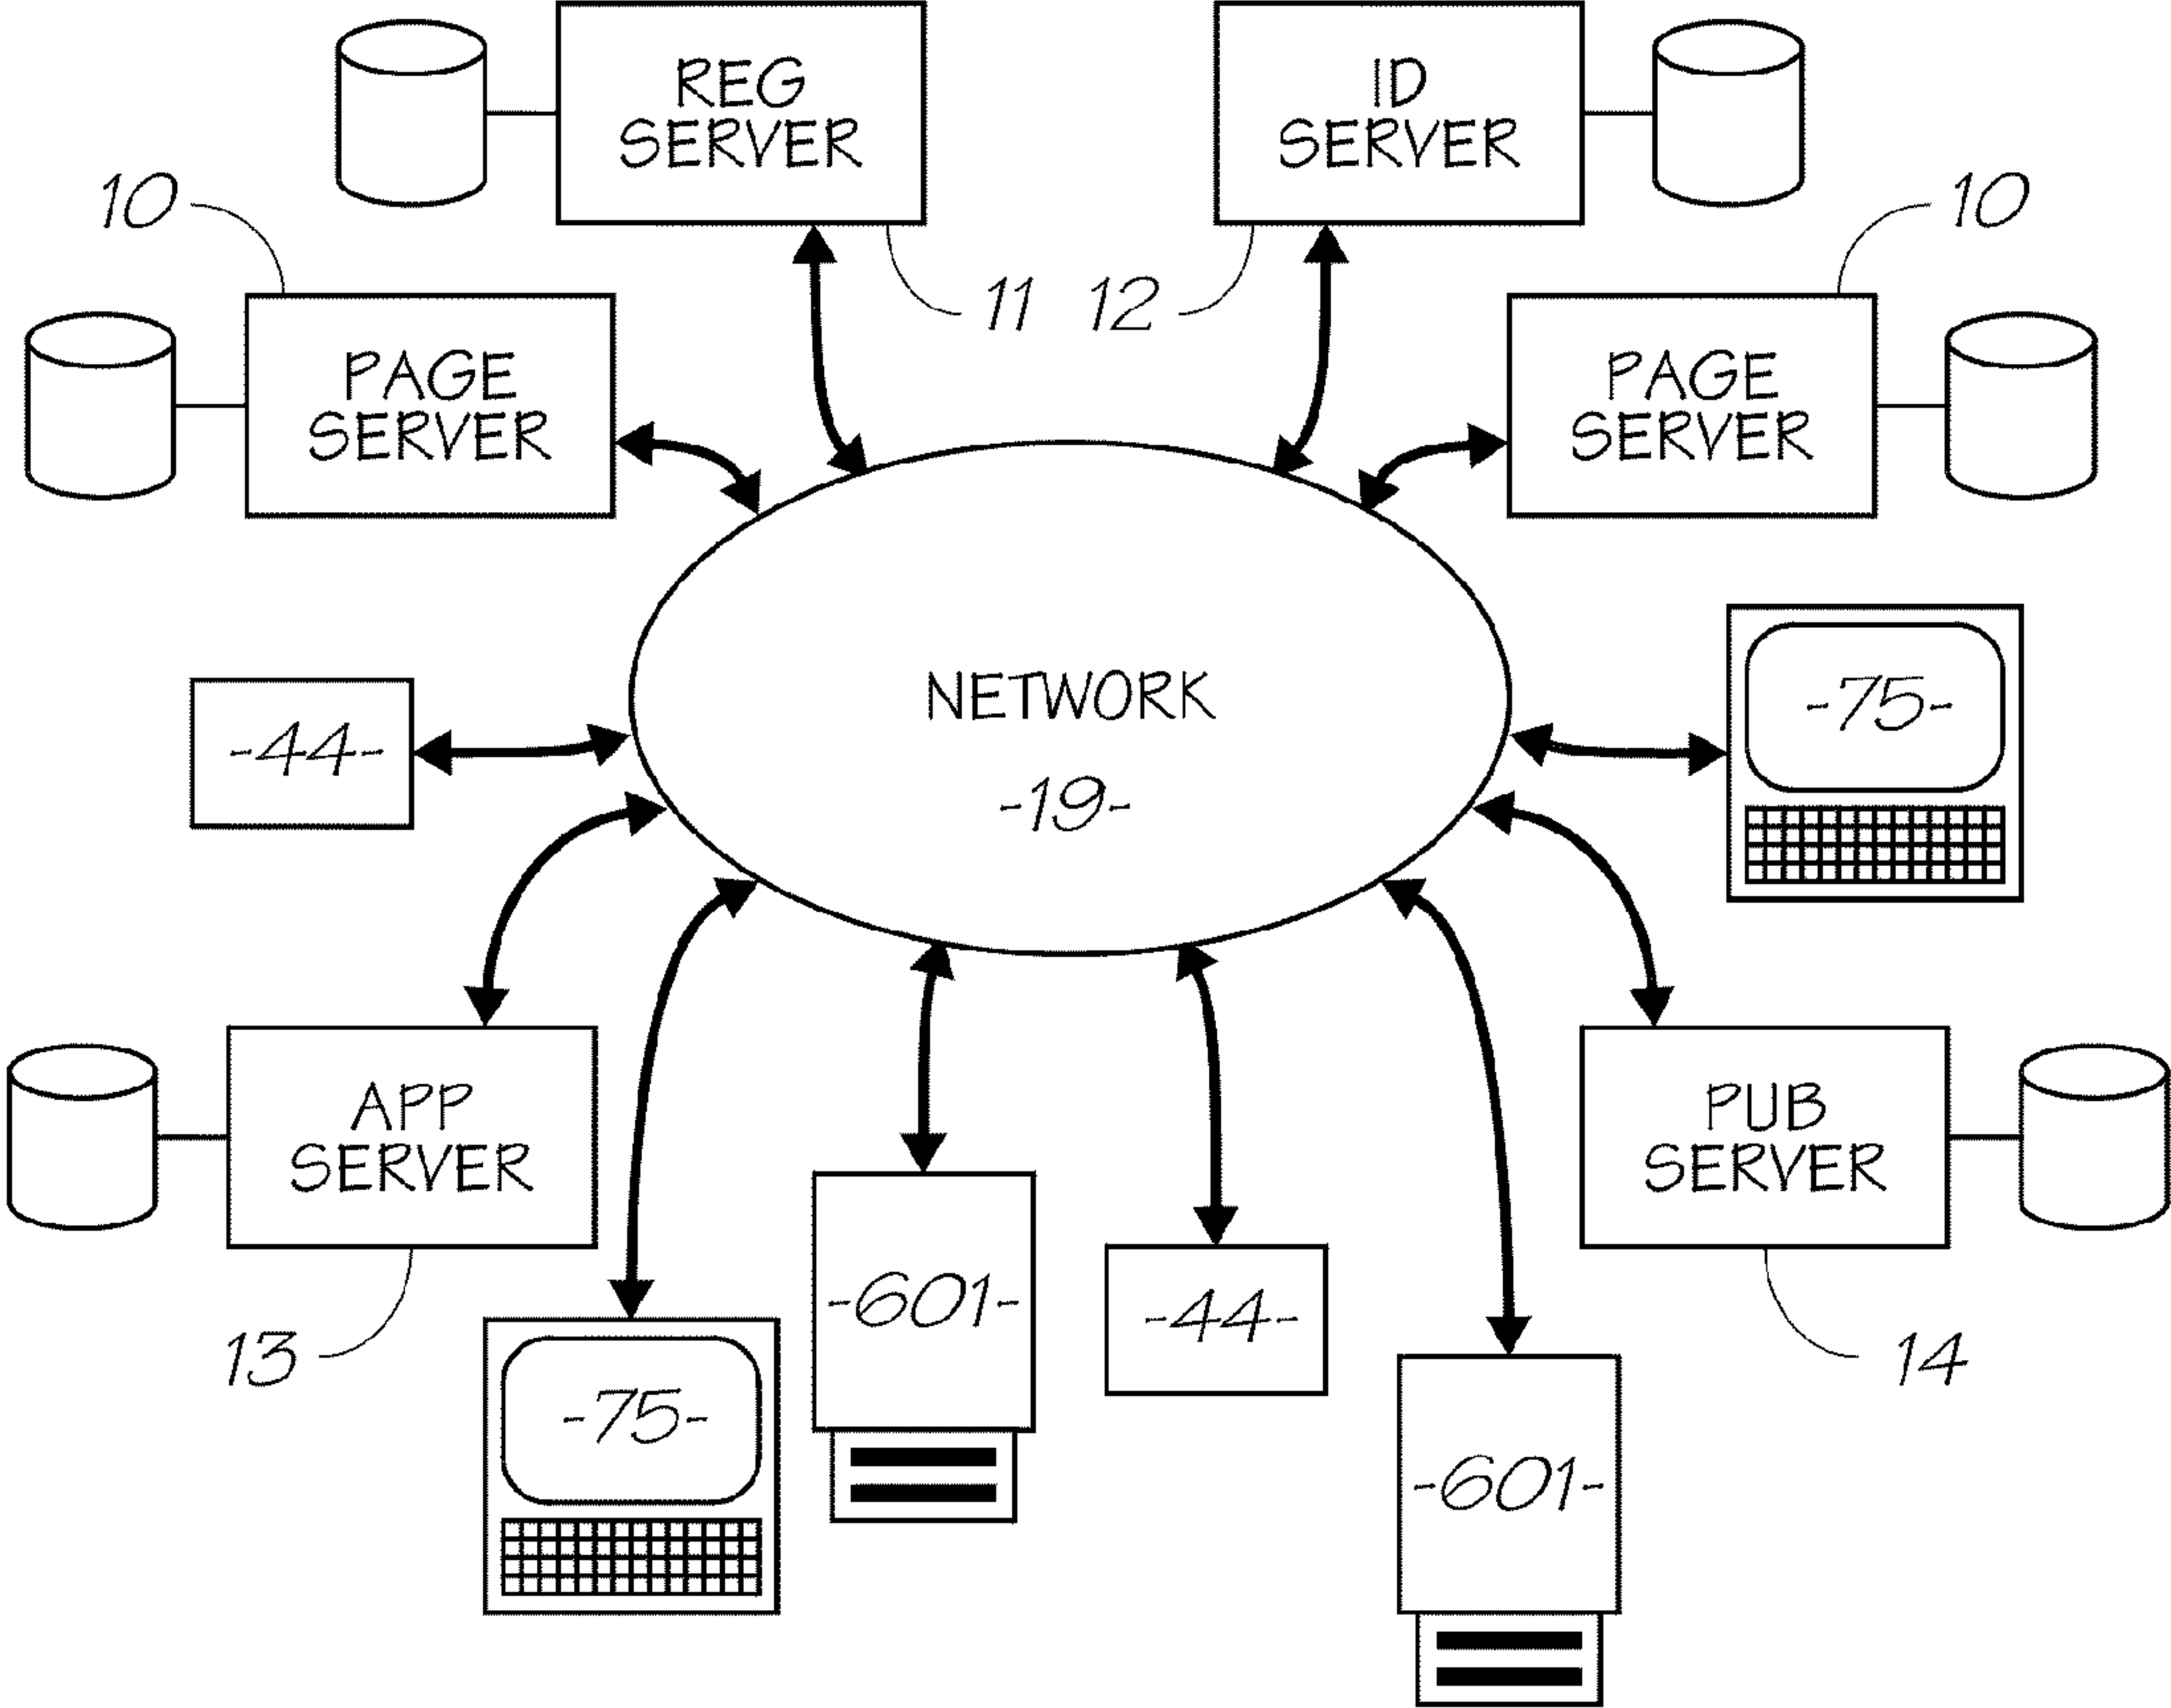 REG
SERVER
ID
SERVER
10
10
11
12
PAGE
SERVER
PAGE
SERVER
NETWORK
-19-
-75-
-44-
APP
SERVER
PUB
SERVER
-601-
-44-
13
14
-75-
-601-